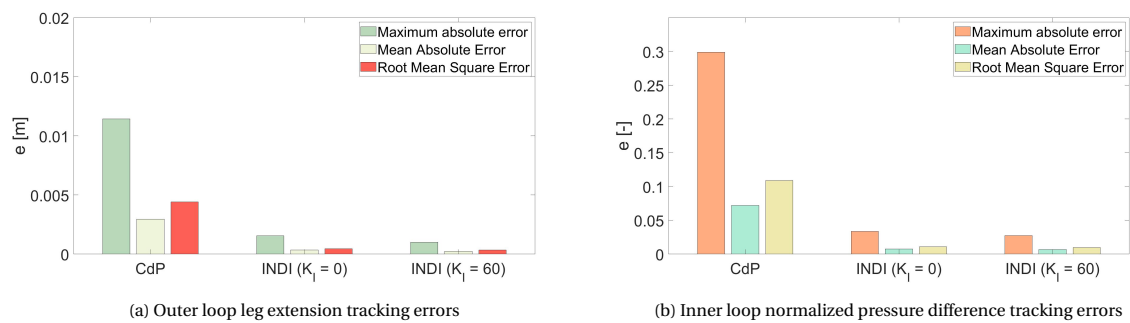 0.02
0.015
0.01
0.005
0
e [m]
Maximum absolute error
Mean Absolute Error
Root Mean Square Error
CdP
INDI (K_I = 0)
INDI (K_I = 60)
(a) Outer loop leg extension tracking errors
0.3
0.25
0.2
0.15
0.1
0.05
0
e [-]
Maximum absolute error
Mean Absolute Error
Root Mean Square Error
CdP
INDI (K_I = 0)
INDI (K_I = 60)
(b) Inner loop normalized pressure difference tracking errors